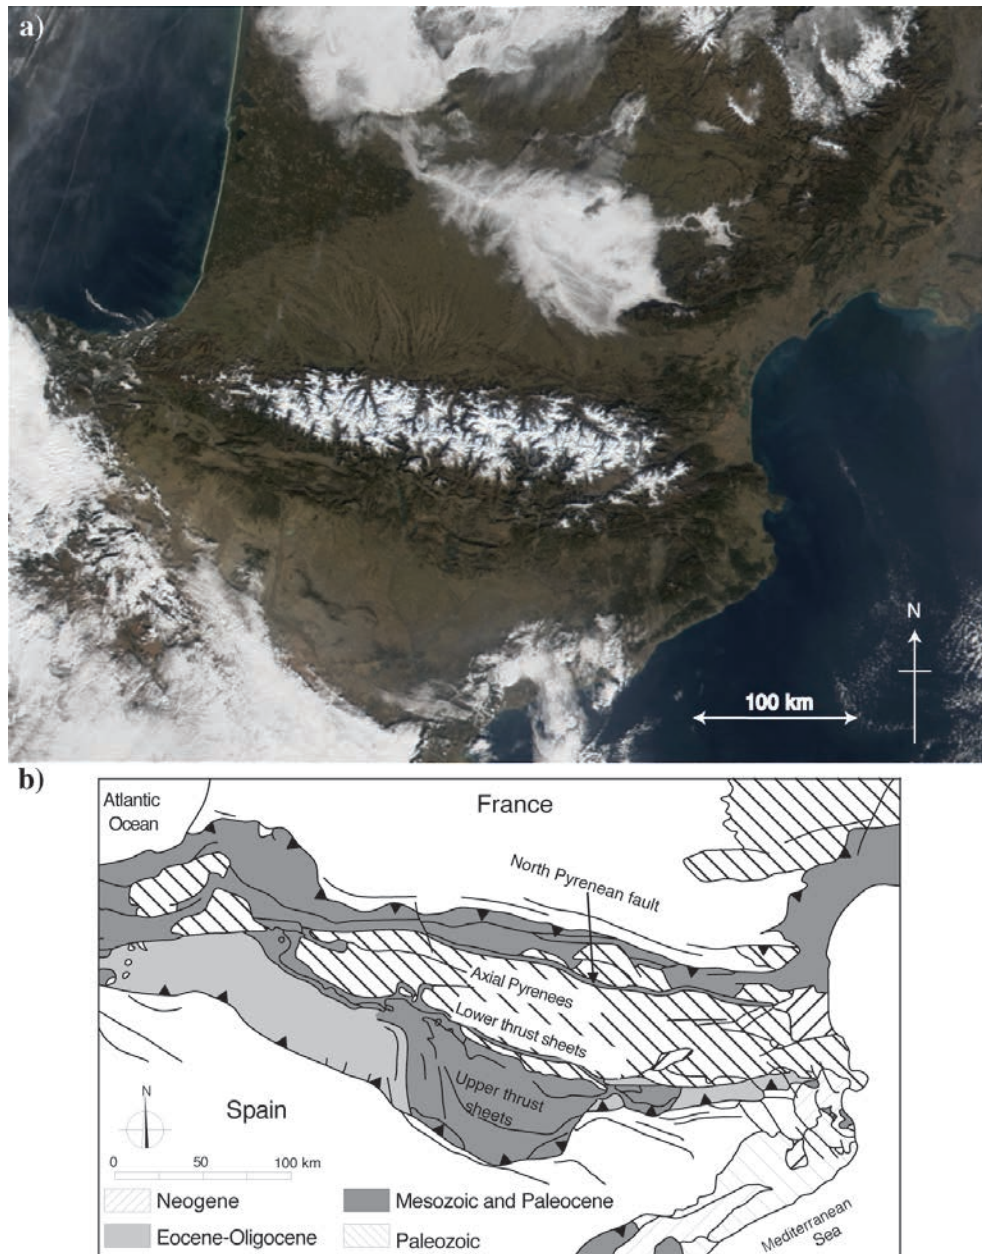 a)
N
100 km
b)
Atlantic
Ocean
France
North Pyrenean
fault
Axial Pyrenees
Lower thrust sheets
Upper thrust
sheets
N
Spain
0 50 100 km
Neogene
Mesozoic and Paleocene
Eocene-Oligocene
Paleozoic
Mediterranean
Sea